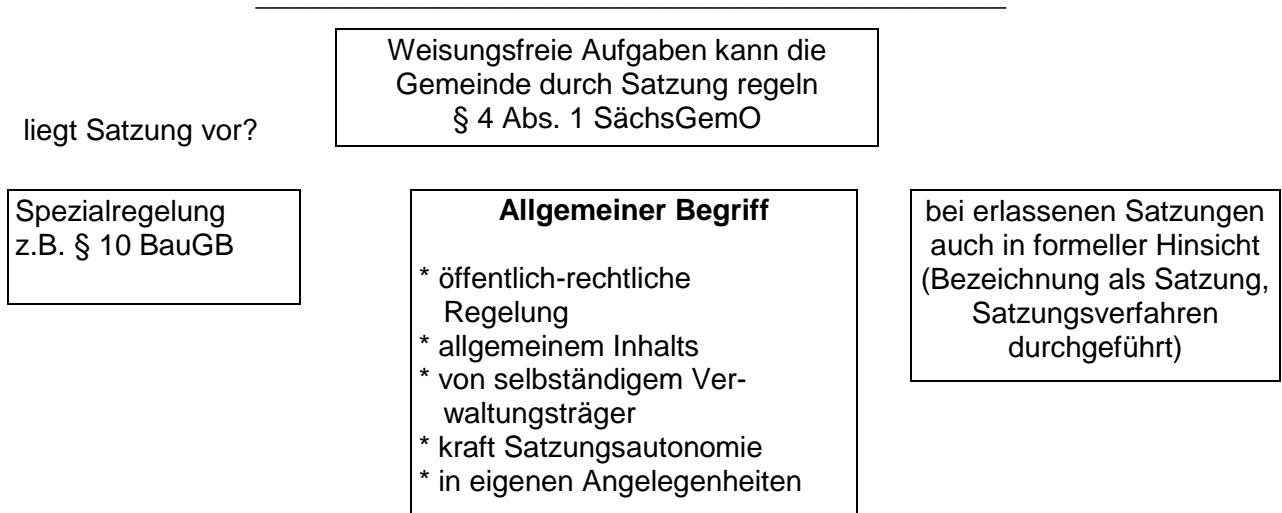 Weisungsfreie Aufgaben kann die
Gemeinde durch Satzung regeln
§ 4 Abs. 1 SächsGemO
liegt Satzung vor?
Spezialregelung
z.B. § 10 BauGB
Allgemeiner Begriff
* öffentlich-rechtliche
Regelung
* allgemeinem Inhalts
* von selbständigem Ver-
waltungsträger
* kraft Satzungsautonomie
* in eigenen Angelegenheiten
bei erlassenen Satzungen
auch in formeller Hinsicht
(Bezeichnung als Satzung,
Satzungsverfahren
durchgeführt)